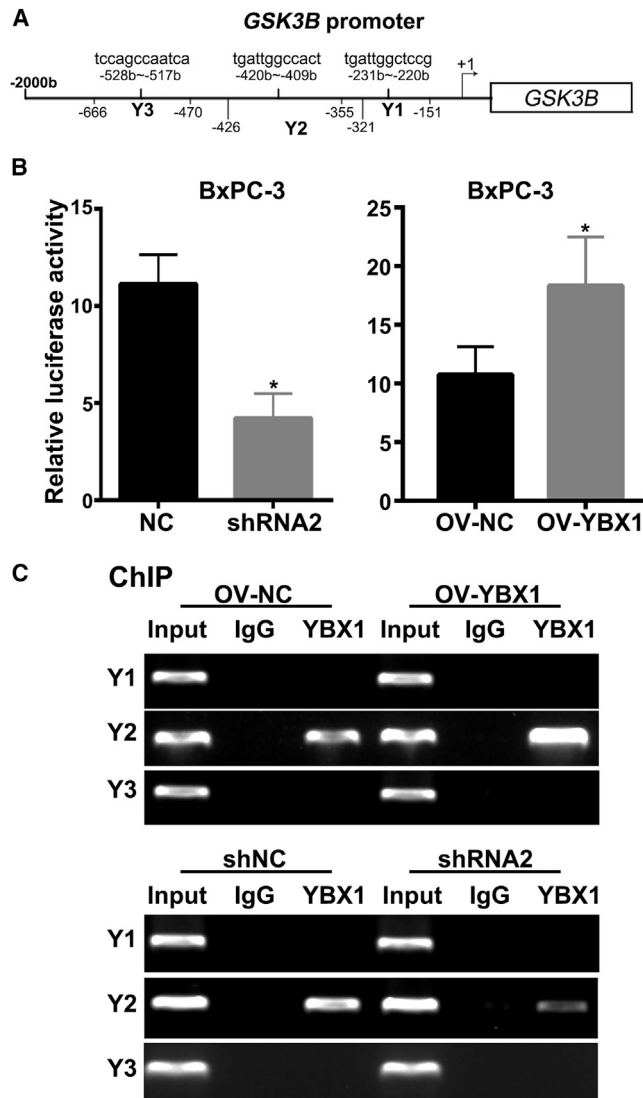 A
GSK3B promoter
tccagccaatca tgattggccact tgattggctccg
-528b~-517b -420b~-409b -231b~-220b +1
-2000b
GSK3B
-666 Y3 -470 -426 Y2 -355 -321 Y1 -151
B
BxPC-3 BxPC-3
Relative luciferase activity
15
10
5
0
NC shRNA2
25
20
15
10
5
0
*
*
OV-NC OV-YBX1
C
ChIP
OV-NC OV-YBX1
Input IgG YBX1 Input IgG YBX1
Y1
Y2
Y3
shNC shRNA2
Input IgG YBX1 Input IgG YBX1
Y1
Y2
Y3